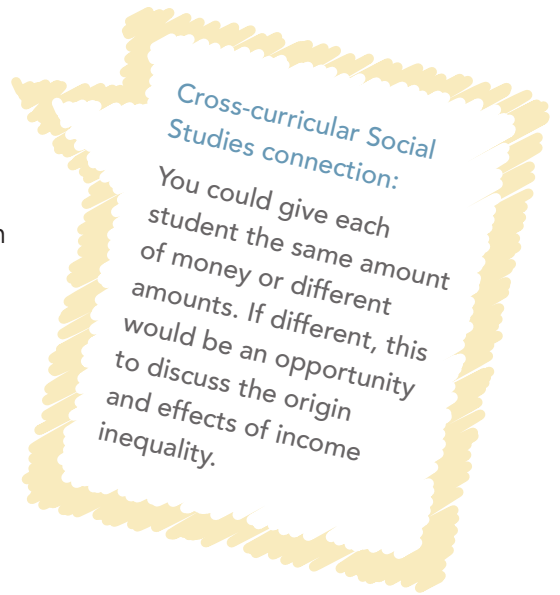 Cross-curricular Social
Studies connection:
You could give each
student the same amount
of money or different
amounts. If different, this
would be an opportunity
to discuss the origin
and effects of income
inequality.